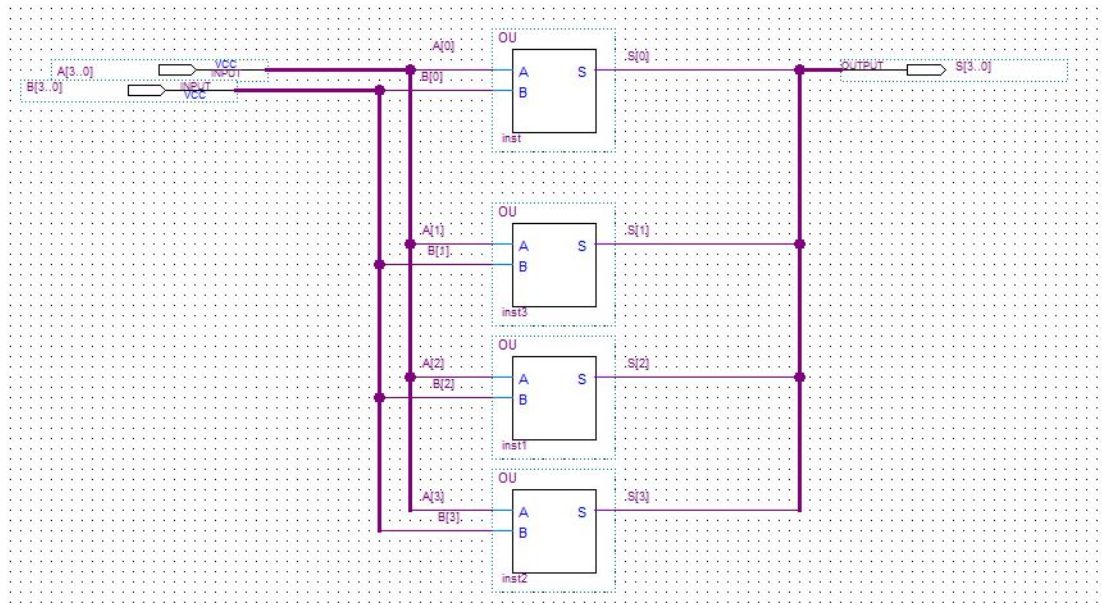 OU
A[0]
S[0]
A[3..0]
VCC
INPUT
B[0]
A
S
OUTPUT
S[3..0]
B[3..0]
INPUT
VCC
B
inst
OU
A[1]
S[1]
B[1]
A
S
B
inst3
OU
A[2]
S[2]
B[2]
A
S
B
inst1
OU
A[3]
S[3]
B[3]
A
S
B
inst2